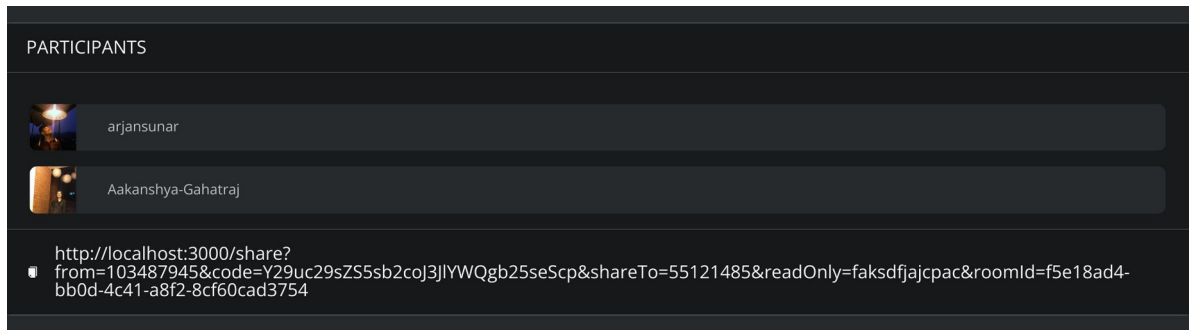 PARTICIPANTS
arjansunar
Aakanshya-Gahatraj
http://localhost:3000/share?
from=103487945&code=Y29uc29sZS5sb2coJ3JlYWQgb25seScp&shareTo=55121485&readOnly=faksdfjajcpac&roomId=f5e18ad4-
bb0d-4c41-a8f2-8cf60cad3754